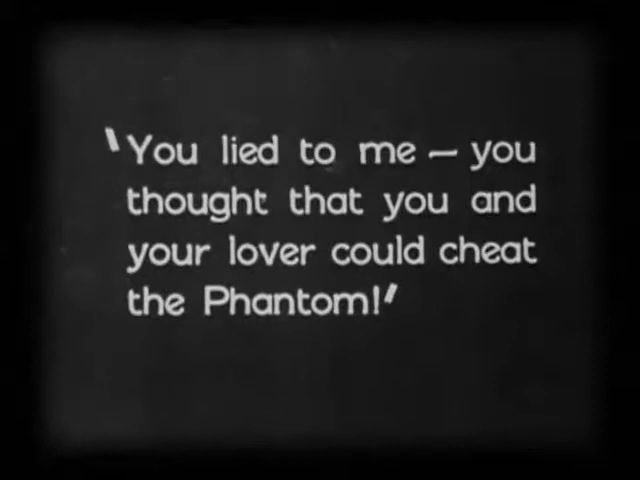 "You lied to me — you
thought that you and
your lover could cheat
the Phantom!"